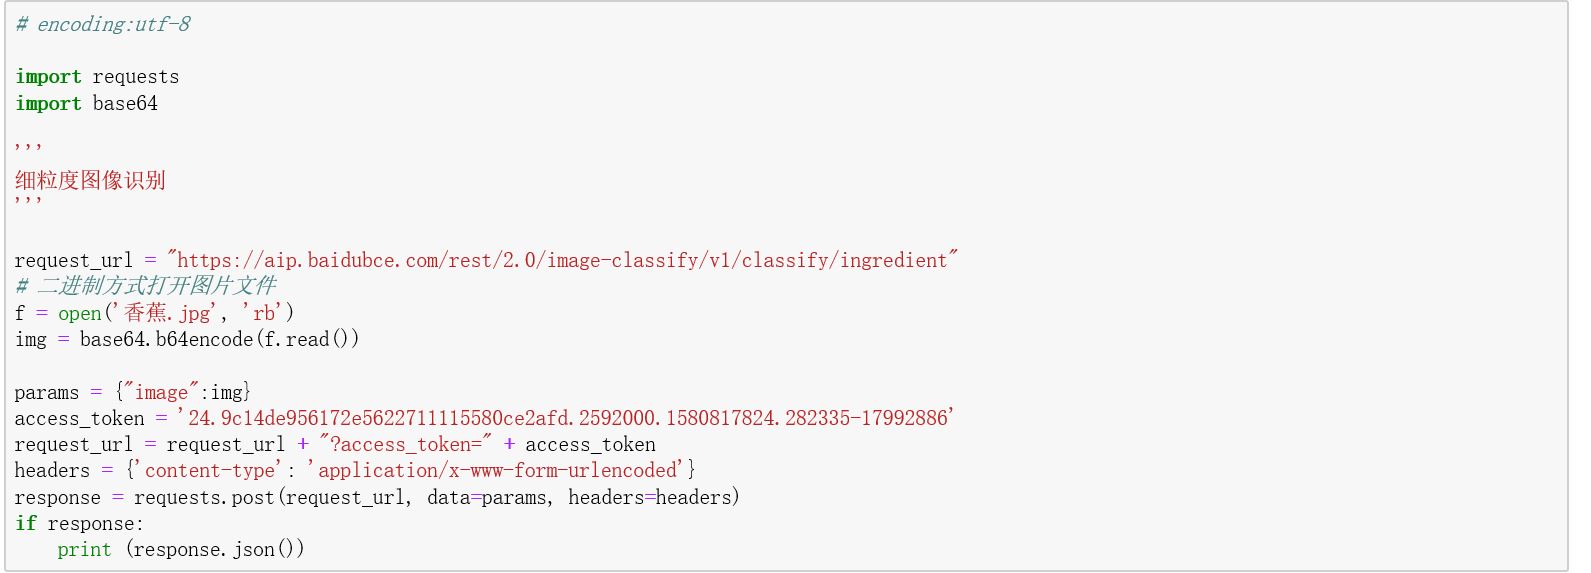 # encoding:utf-8
import requests
import base64
'''
细粒度图像识别
'''
request_url = "https://aip.baidubce.com/rest/2.0/image-classify/v1/classify/ingredient"
# 二进制方式打开图片文件
f = open('香蕉.jpg', 'rb')
img = base64.b64encode(f.read())
params = {"image":img}
access_token = '24.9c14de956172e5622711115580ce2afd.2592000.1580817824.282335-17992886'
request_url = request_url + "?access_token=" + access_token
headers = {'content-type': 'application/x-www-form-urlencoded'}
response = requests.post(request_url, data=params, headers=headers)
if response:
    print (response.json())